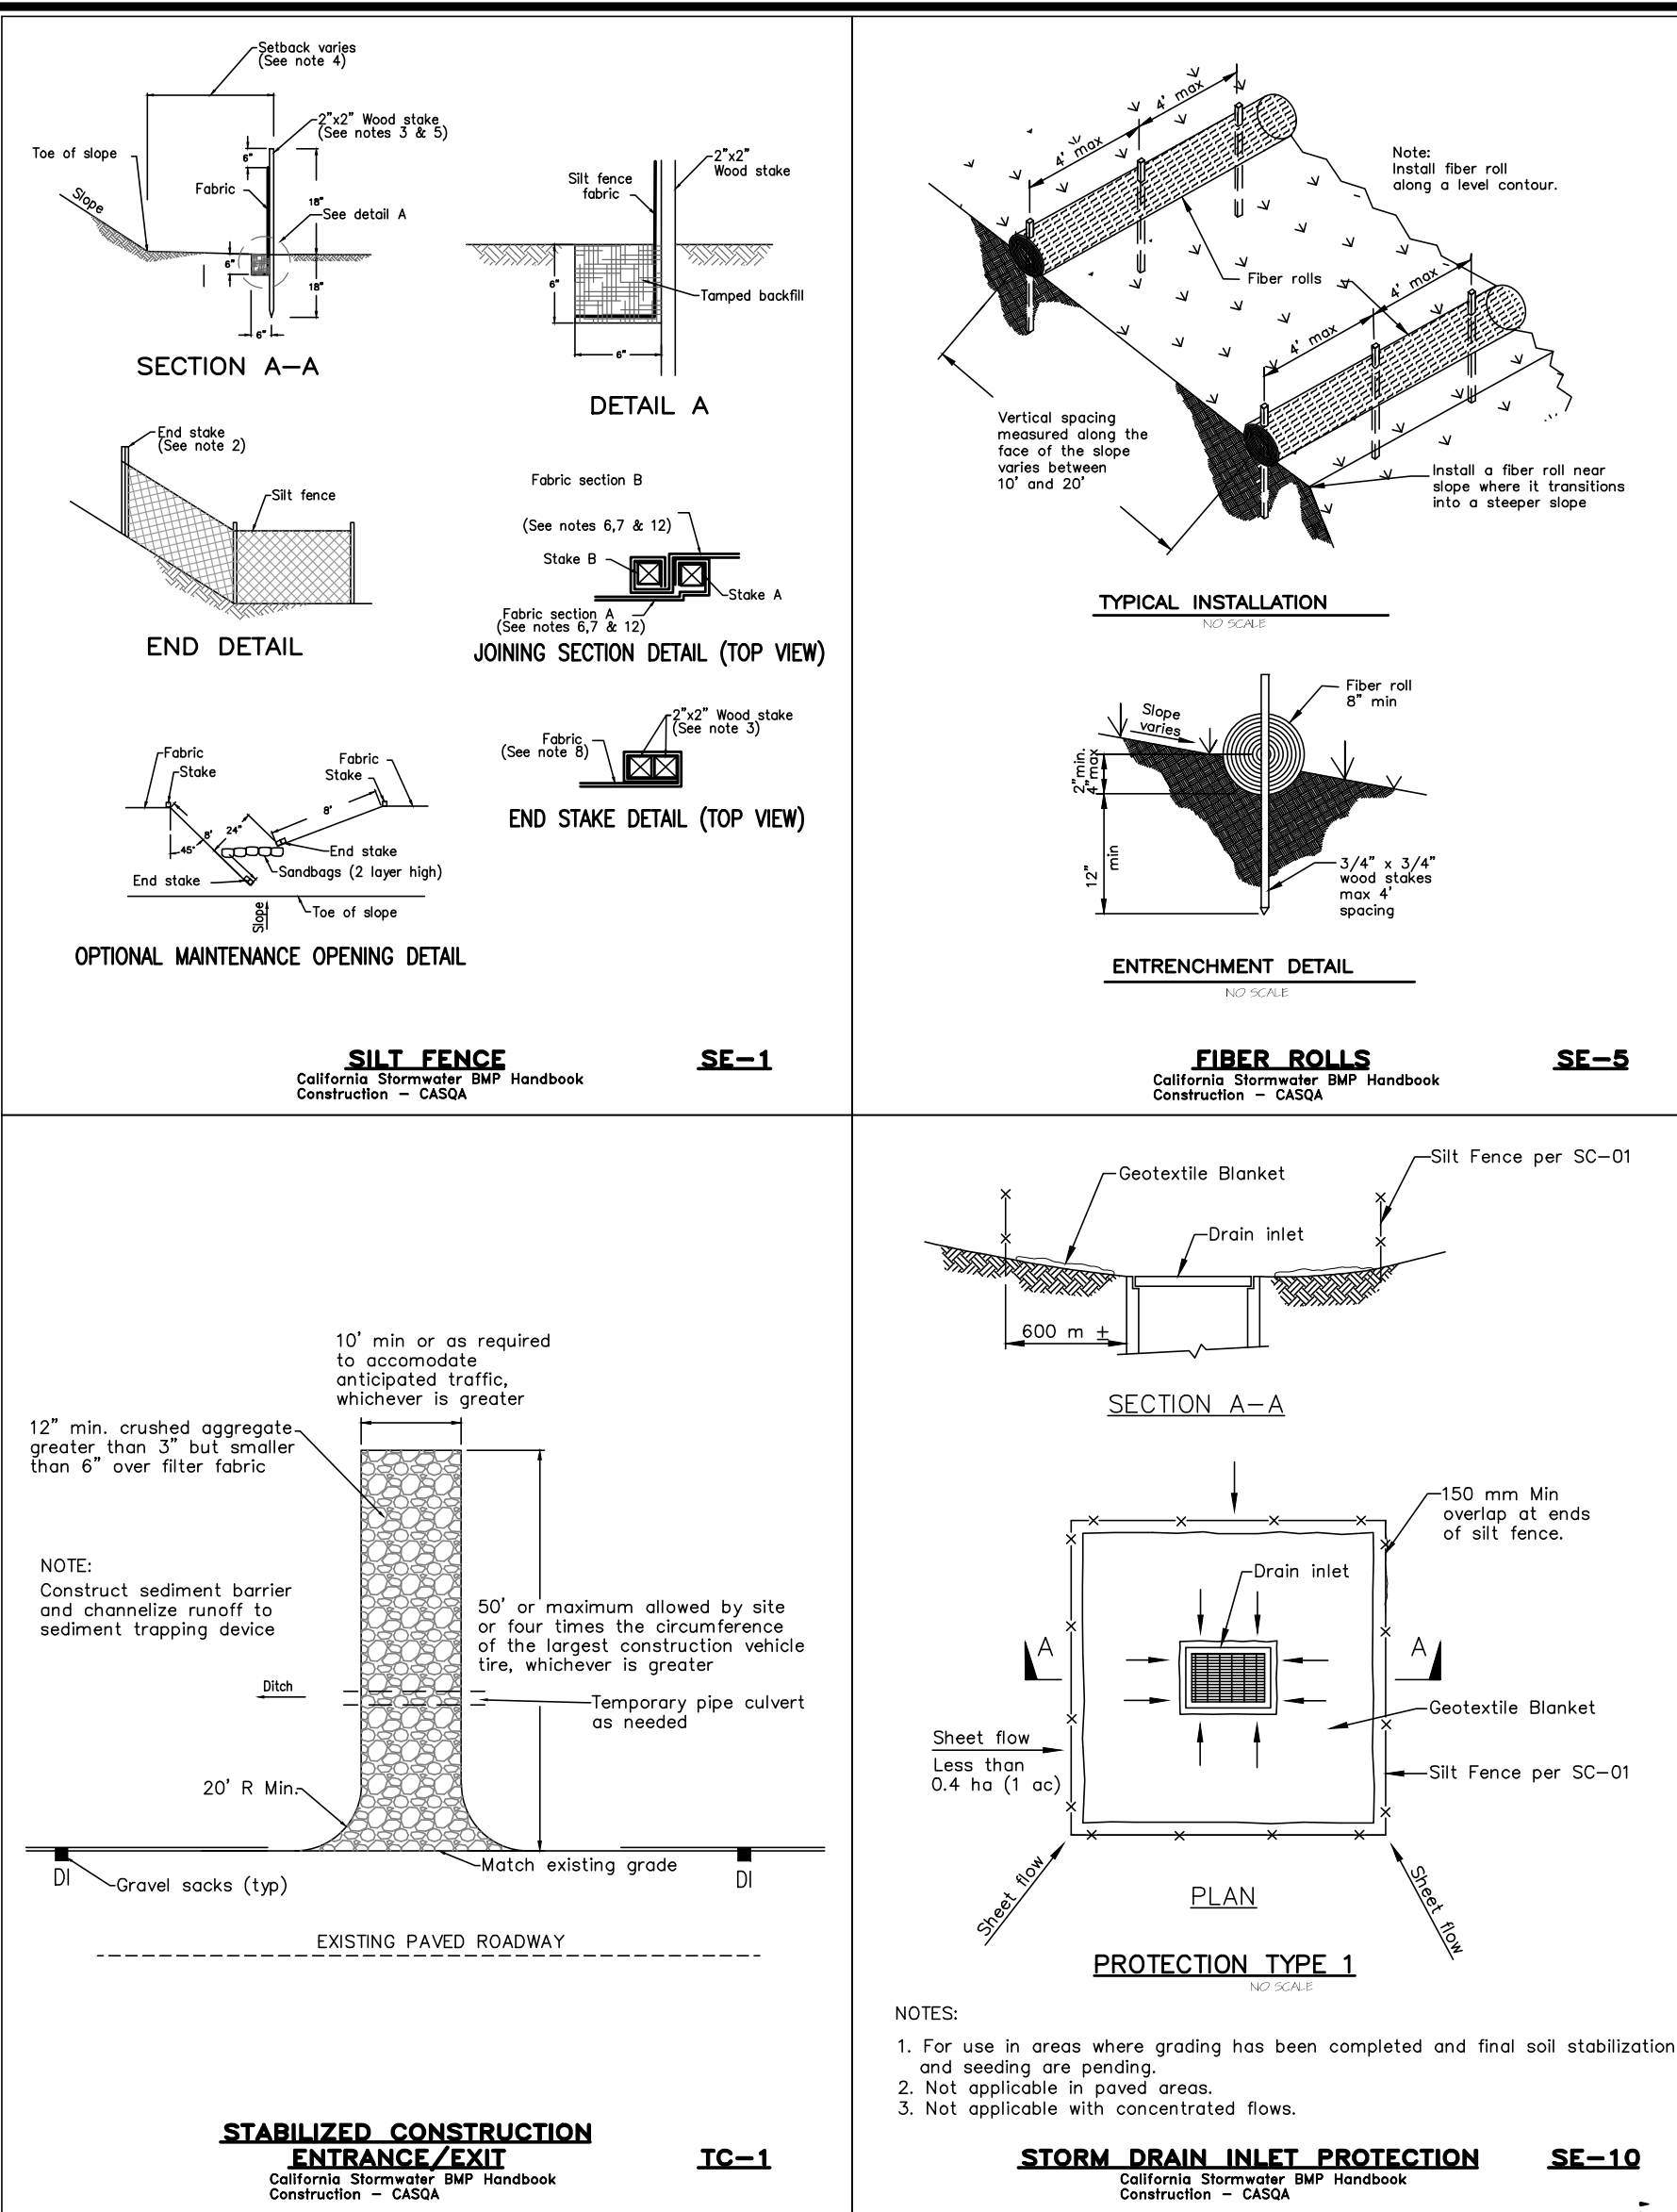 Setback varies
(See note 4)
2"x2" Wood stake
(See notes 3 & 5)
Toe of slope
6"
Fabric
Slope
18"
See detail A
6"
18"
6"
SECTION A-A
2"x2"
Wood stake
Silt fence
fabric
6"
Tamped backfill
6"
DETAIL A
End stake
(See note 2)
Silt fence
END DETAIL
Fabric section B
(See notes 6,7 & 12)
Stake B
Stake A
Fabric section A
(See notes 6,7 & 12)
JOINING SECTION DETAIL (TOP VIEW)
2"x2" Wood stake
(See note 3)
Fabric
(See note 8)
END STAKE DETAIL (TOP VIEW)
Fabric
Stake
Fabric
Stake
8'
8'
24"
45°
End stake
End stake
Sandbags (2 layer high)
Toe of slope
Slope
OPTIONAL MAINTENANCE OPENING DETAIL
SILT FENCE
SE-1
California Stormwater BMP Handbook
Construction - CASQA
4' max
4' max
Note:
Install fiber roll
along a level contour.
Fiber rolls
4' max
4' max
Vertical spacing
measured along the
face of the slope
varies between
10' and 20'
Install a fiber roll near
slope where it transitions
into a steeper slope
TYPICAL INSTALLATION
NO SCALE
Fiber roll
8" min
Slope
varies
2"min.
4"max
12"
min
3/4" x 3/4"
wood stakes
max 4'
spacing
ENTRENCHMENT DETAIL
NO SCALE
FIBER ROLLS
SE-5
California Stormwater BMP Handbook
Construction - CASQA
10' min or as required
to accomodate
anticipated traffic,
whichever is greater
12" min. crushed aggregate
greater than 3" but smaller
than 6" over filter fabric
NOTE:
Construct sediment barrier
and channelize runoff to
sediment trapping device
50' or maximum allowed by site
or four times the circumference
of the largest construction vehicle
tire, whichever is greater
Ditch
Temporary pipe culvert
as needed
20' R Min.
Match existing grade
DI
Gravel sacks (typ)
DI
EXISTING PAVED ROADWAY
STABILIZED CONSTRUCTION
ENTRANCE/EXIT
TC-1
California Stormwater BMP Handbook
Construction - CASQA
Silt Fence per SC-01
Geotextile Blanket
Drain inlet
600 m ±
SECTION A-A
150 mm Min
overlap at ends
of silt fence.
Drain inlet
A
A
Geotextile Blanket
Sheet flow
Less than
0.4 ha (1 ac)
Silt Fence per SC-01
Sheet flow
Sheet flow
PLAN
PROTECTION TYPE 1
NO SCALE
NOTES:
1. For use in areas where grading has been completed and final soil stabilization
and seeding are pending.
2. Not applicable in paved areas.
3. Not applicable with concentrated flows.
STORM DRAIN INLET PROTECTION
SE-10
California Stormwater BMP Handbook
Construction - CASQA